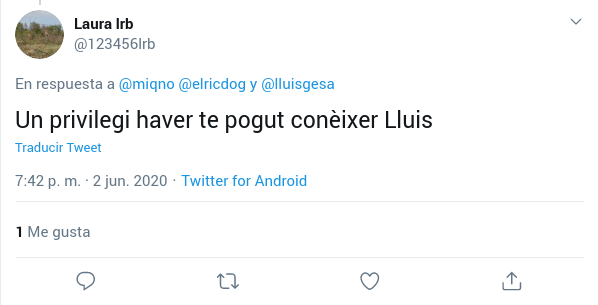 Laura Irb
@123456Irb
En respuesta a @miqno @elricdog y @lluisgesa
Un privilegi haver te pogut conèixer Lluis
Traducir Tweet
7:42 p. m. · 2 jun. 2020 · Twitter for Android
1 Me gusta